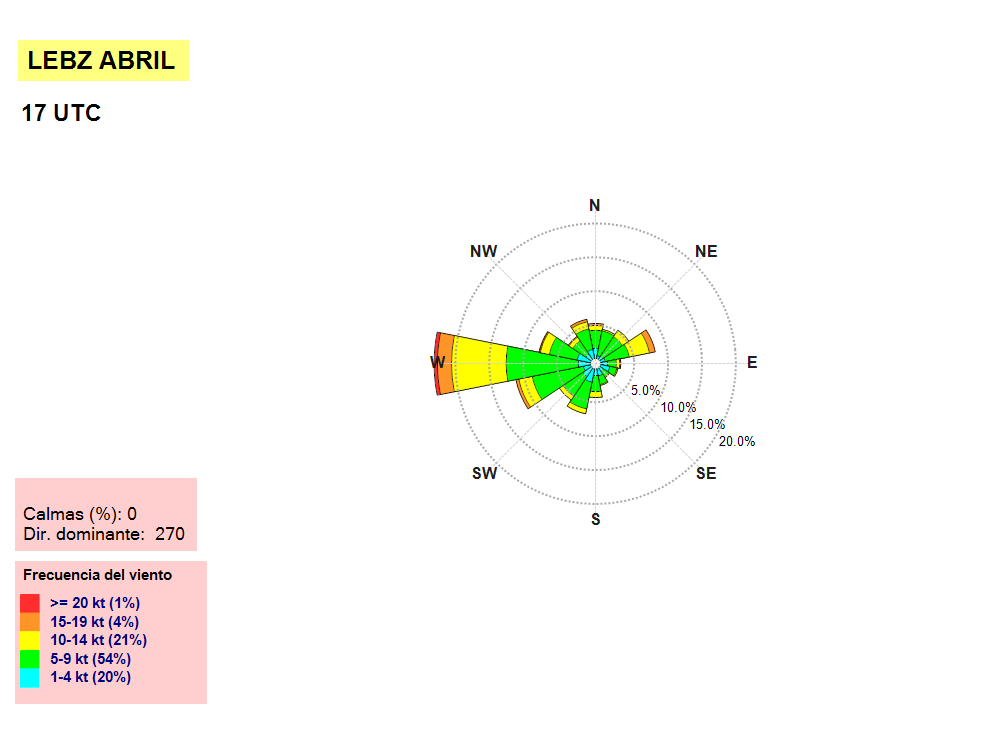 LEBZ ABRIL
17 UTC
N
NW
NE
W
E
5.0%
10.0%
15.0%
20.0%
SW
SE
S
Calmas (%): 0
Dir. dominante:  270
Frecuencia del viento
>= 20 kt (1%)
15-19 kt (4%)
10-14 kt (21%)
5-9 kt (54%)
1-4 kt (20%)